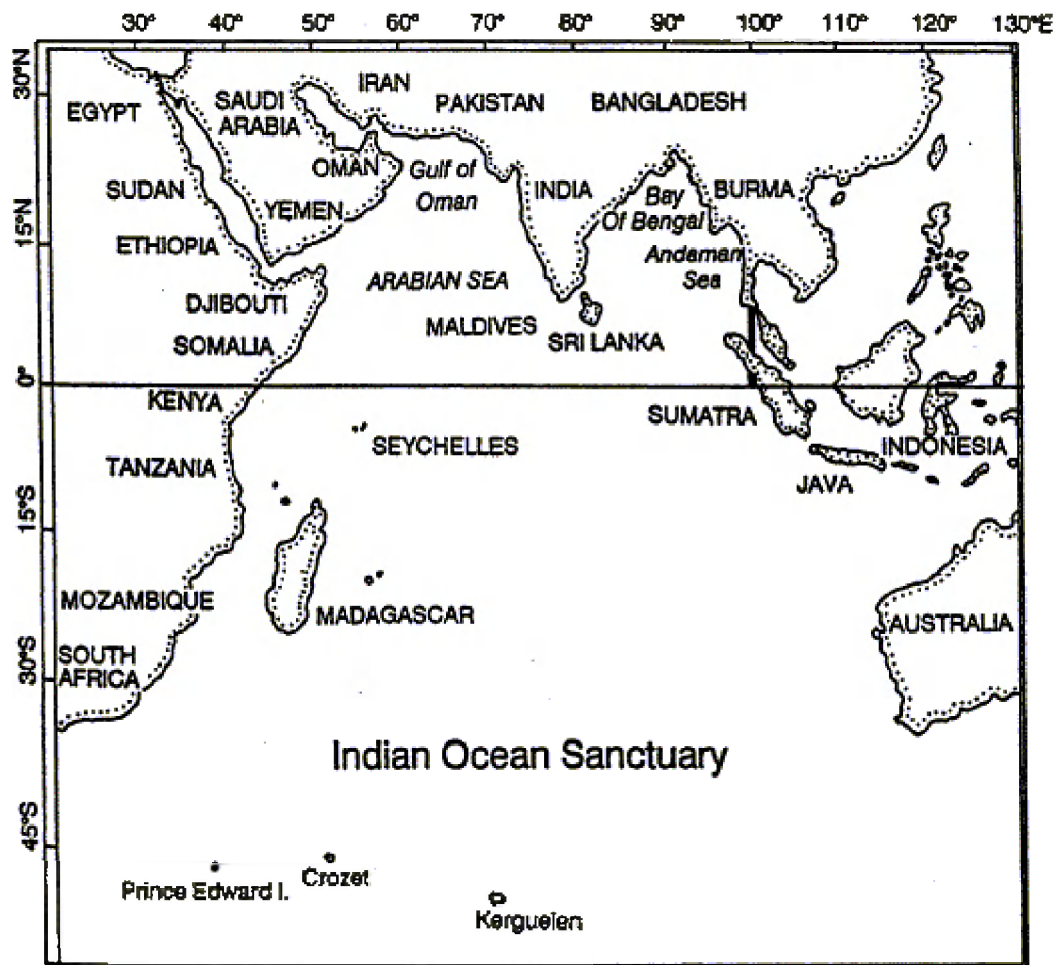 30° 40° 50° 60° 70° 80° 90° 100° 110° 120° 130°E
30°N
15°N
0°
15°S
30°S
45°S
IRAN
EGYPT
SAUDI
ARABIA
PAKISTAN
BANGLADESH
OMAN
Gulf of
Oman
SUDAN
YEMEN
INDIA
Bay
Of Bengal
BURMA
ETHIOPIA
Andaman
Sea
ARABIAN SEA
DJIBOUTI
MALDIVES
SRI LANKA
SOMALIA
KENYA
SUMATRA
SEYCHELLES
INDONESIA
TANZANIA
JAVA
MOZAMBIQUE
MADAGASCAR
AUSTRALIA
SOUTH
AFRICA
Indian Ocean Sanctuary
Prince Edward I.
Crozet
Kerguelen